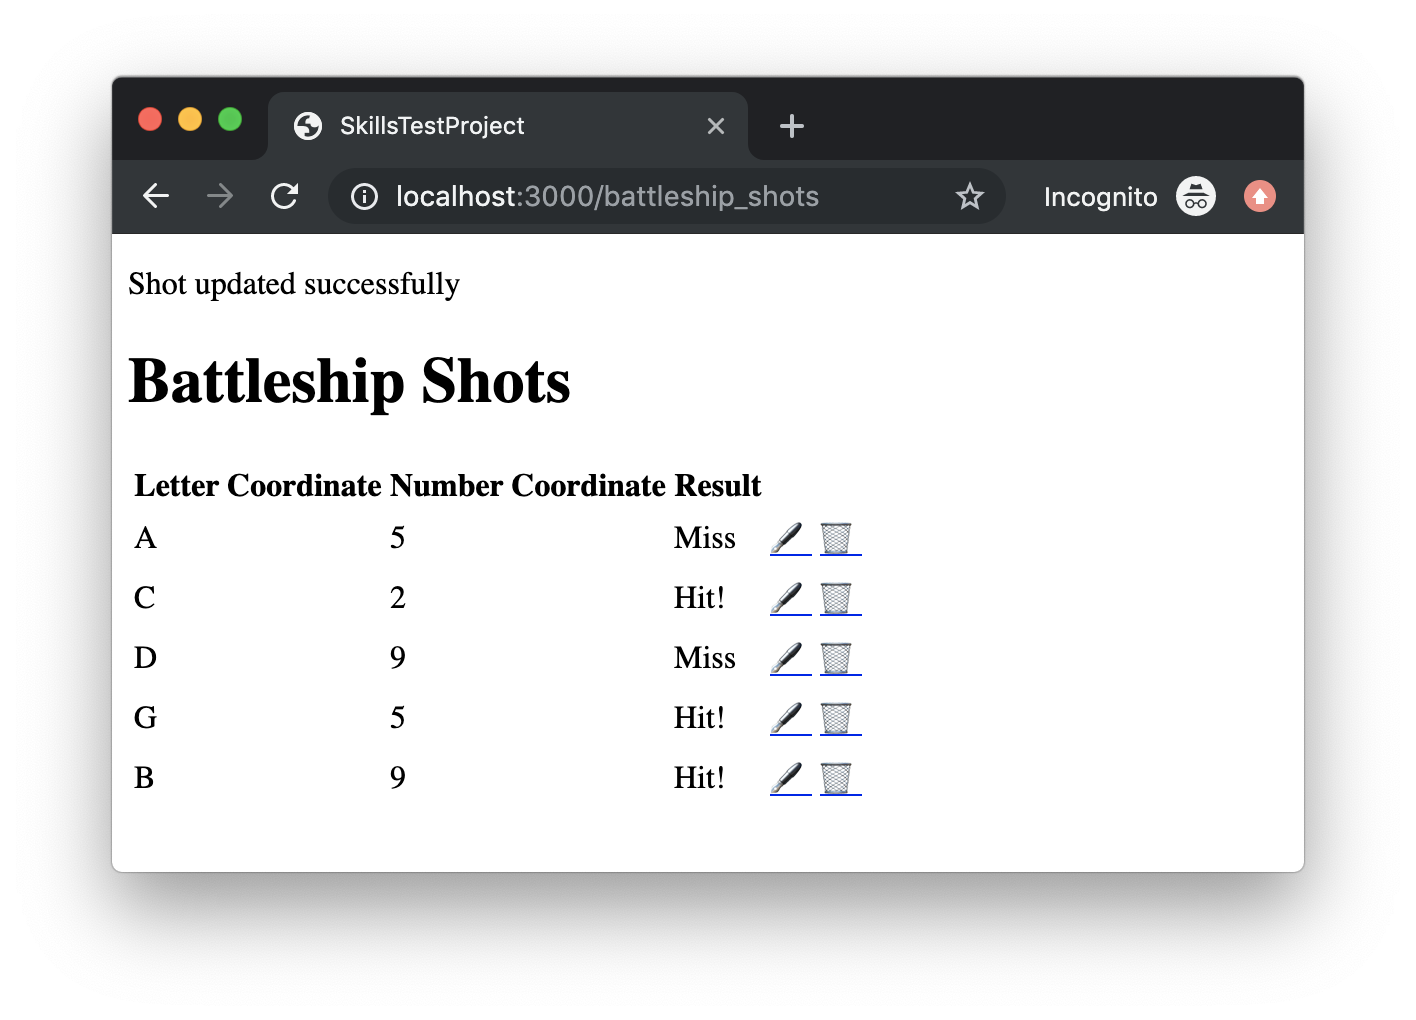 SkillsTestProject
localhost:3000/battleship_shots Incognito
Shot updated successfully
Battleship Shots
Letter Coordinate Number Coordinate Result
A 5 Miss
C 2 Hit!
D 9 Miss
G 5 Hit!
B 9 Hit!